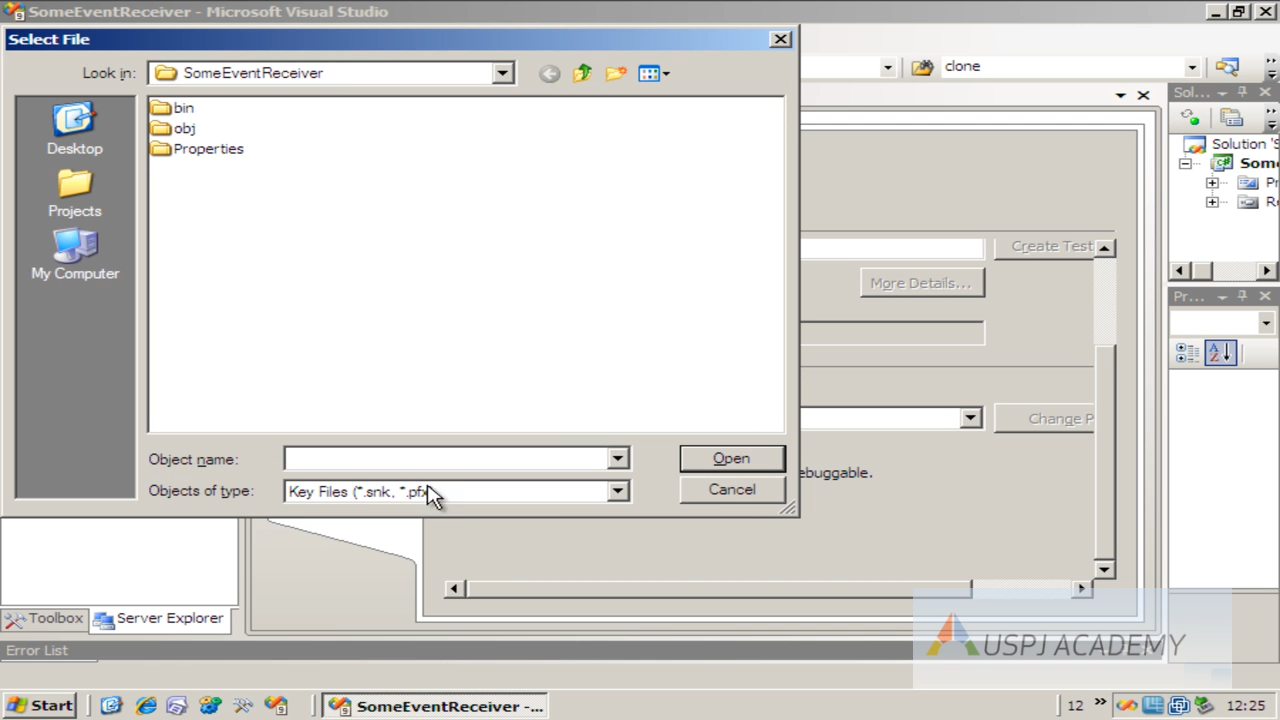 SomeEventReceiver - Microsoft Visual Studio
Select File
Look in:
SomeEventReceiver
clone
bin
obj
Properties
Desktop
Projects
My Computer
Sol...
Solution 'S
Som
Pr
Re
Create Test
More Details...
Pr...
Change P
ebuggable.
Object name:
Open
Objects of type:
Key Files (*.snk, *.pfx
Cancel
Toolbox
Server Explorer
Error List
USPJ ACADEMY
Start
SomeEventReceiver -...
12
12:25